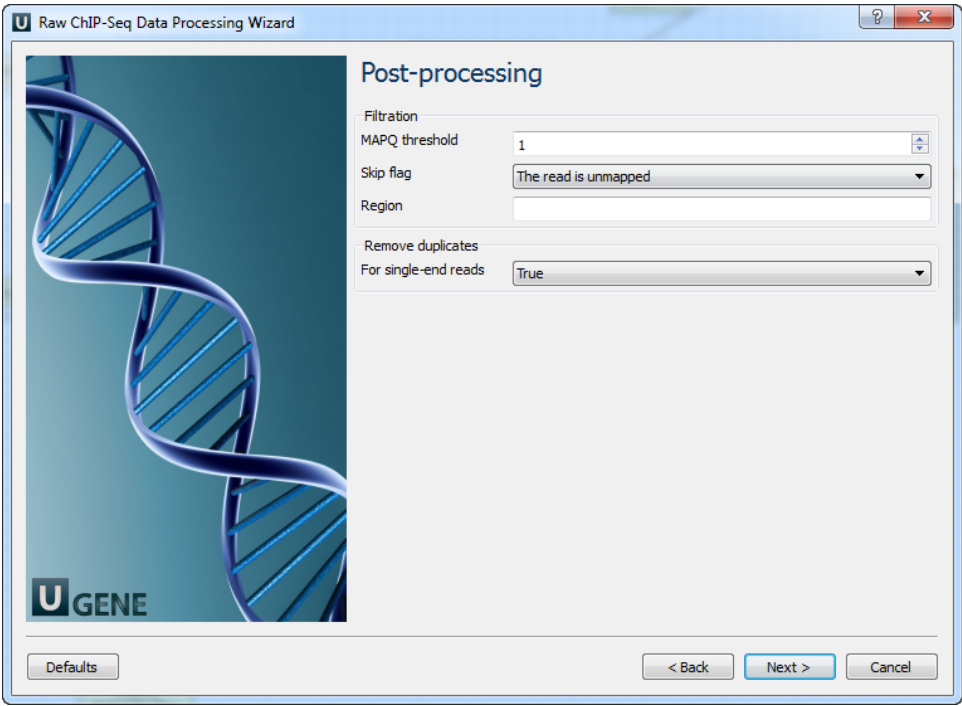 U Raw ChIP-Seq Data Processing Wizard
?
Post-processing
Filtration
MAPQ threshold 1
Skip flag The read is unmapped
Region
Remove duplicates
For single-end reads True
U GENE
Defaults < Back Next > Cancel